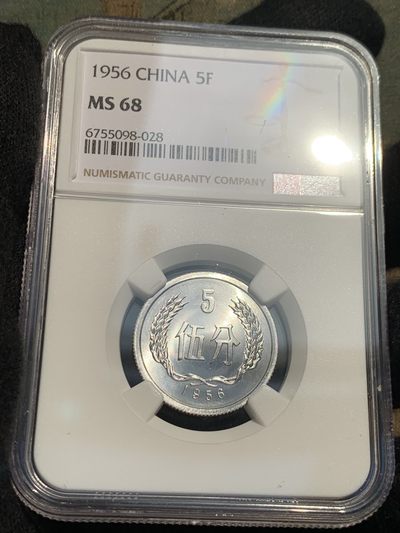 1956 CHINA 5F
MS 68
6755098-028
NUMISMATIC GUARANTY COMPANY
5
伍分
1956